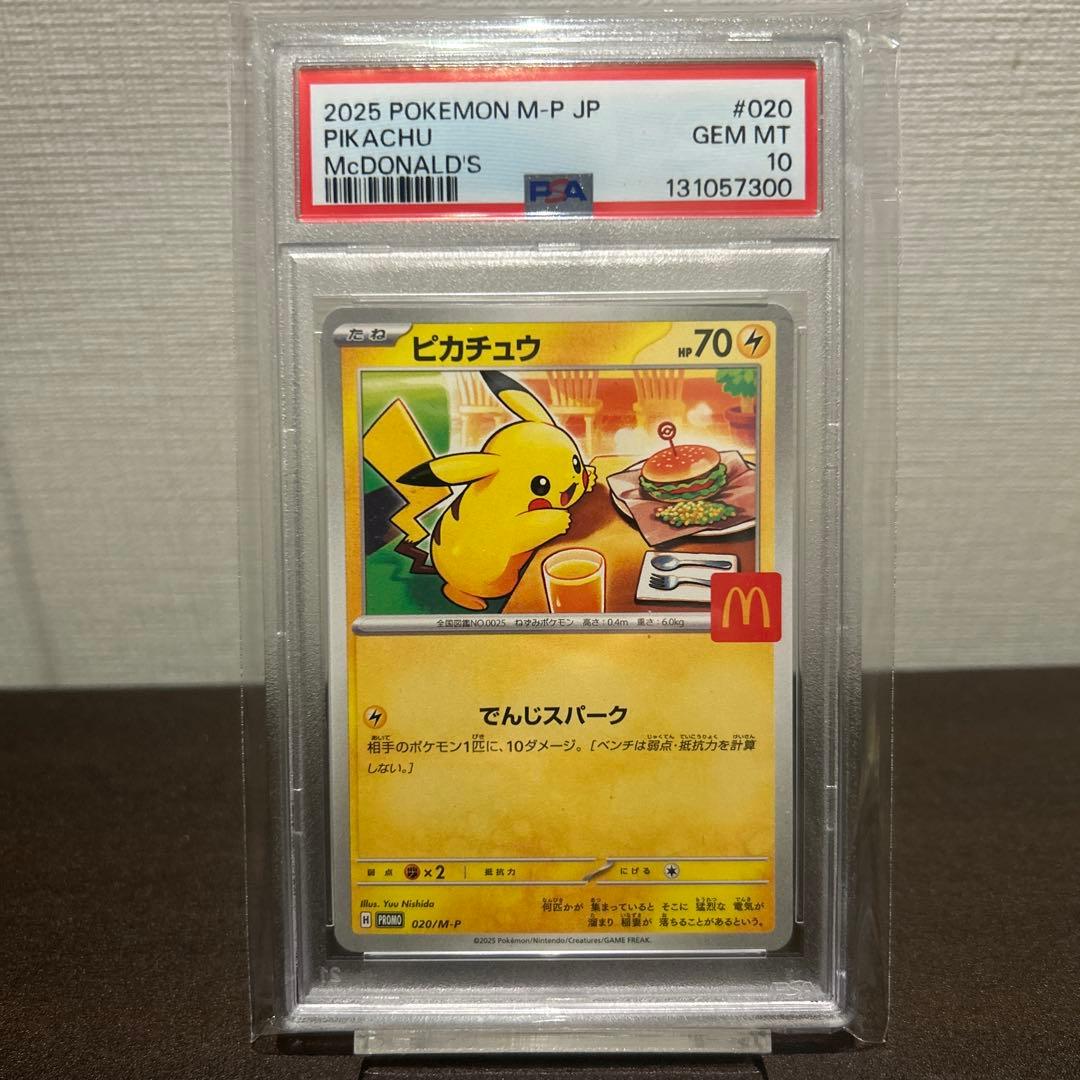 2025 POKEMON M-P JP #020
PIKACHU GEM MT
McDONALD'S 10
PSA 131057300
たね ピカチュウ HP70
M
全国図鑑NO.0025 ねずみポケモン 高さ:0.4m 重さ:6.0kg
でんじスパーク
相手のポケモン1匹に、10ダメージ。[ベンチは弱点・抵抗力を計算
しない。]
弱点 ×2 抵抗力 にげる
Illus. Yuu Nishida
何匹かが 集まっていると そこに 猛烈な 電気が
溜まり 稲妻が 落ちることがあるという。
H PROMO 020/M-P
©2025 Pokémon/Nintendo/Creatures/GAME FREAK.